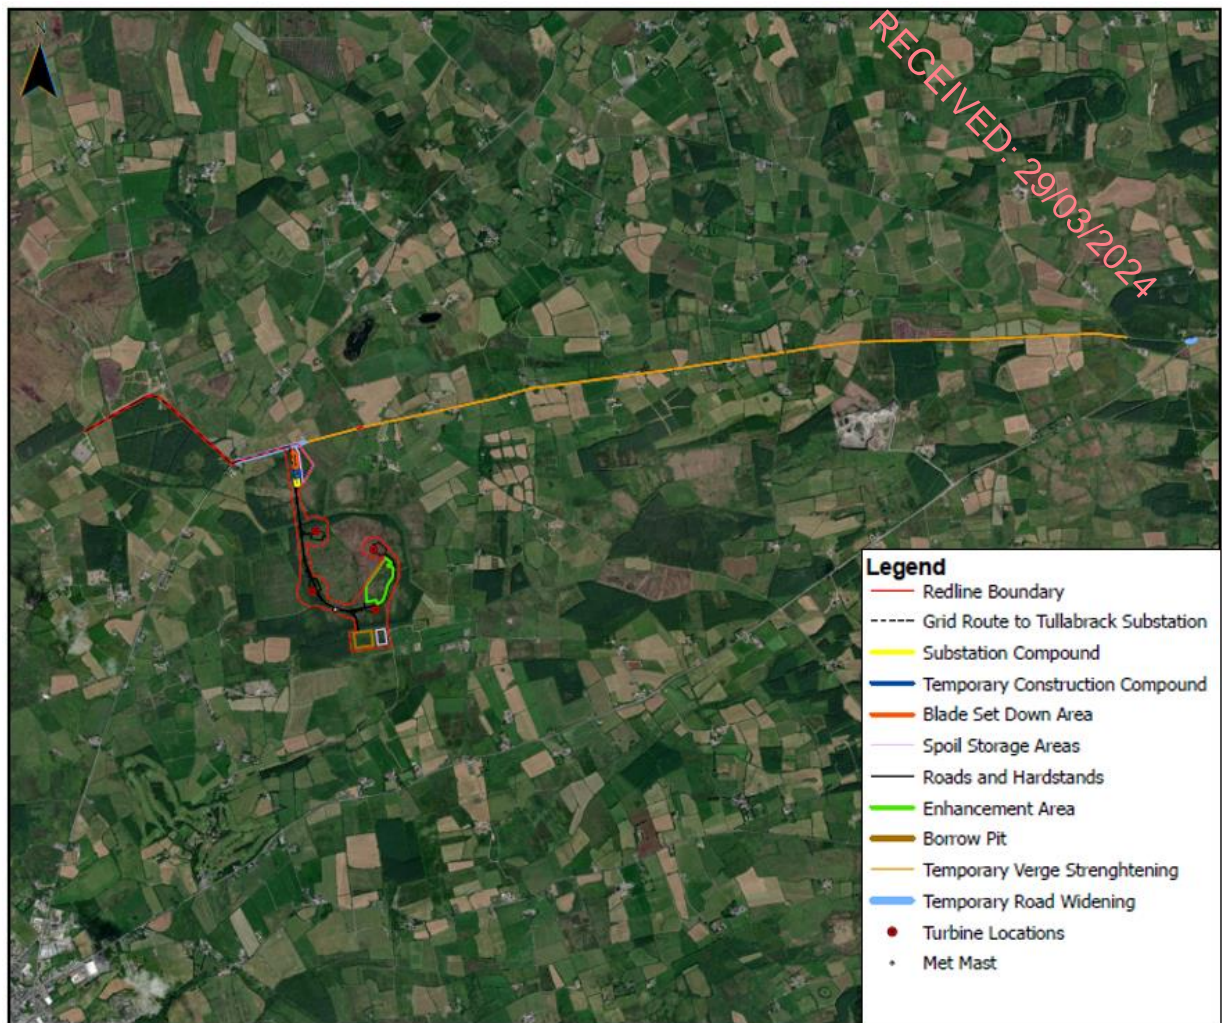 N
RECEIVED: 29/03/2024
Legend
Redline Boundary
Grid Route to Tullabrack Substation
Substation Compound
Temporary Construction Compound
Blade Set Down Area
Spoil Storage Areas
Roads and Hardstands
Enhancement Area
Borrow Pit
Temporary Verge Strenghtening
Temporary Road Widening
Turbine Locations
Met Mast